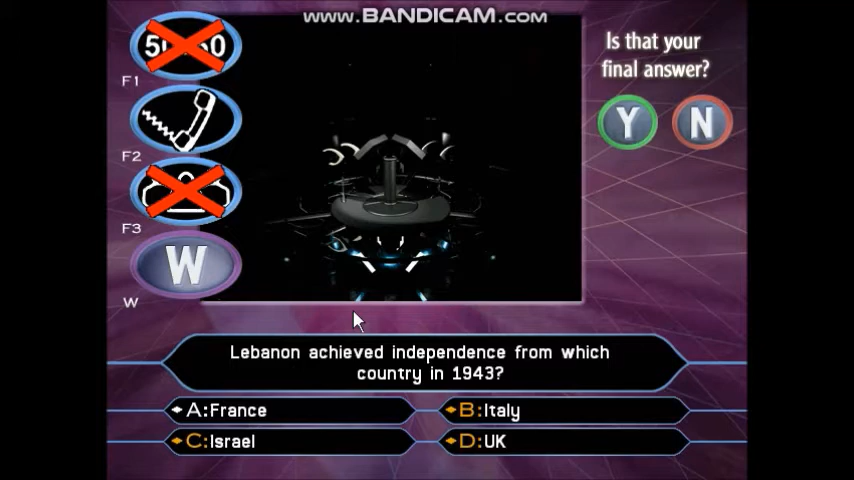 www.BANDICAM.com
Is that your
final answer?
Y N
F1
F2
F3
W
W
Lebanon achieved independence from which
country in 1943?
A:France
B:Italy
C:Israel
D:UK